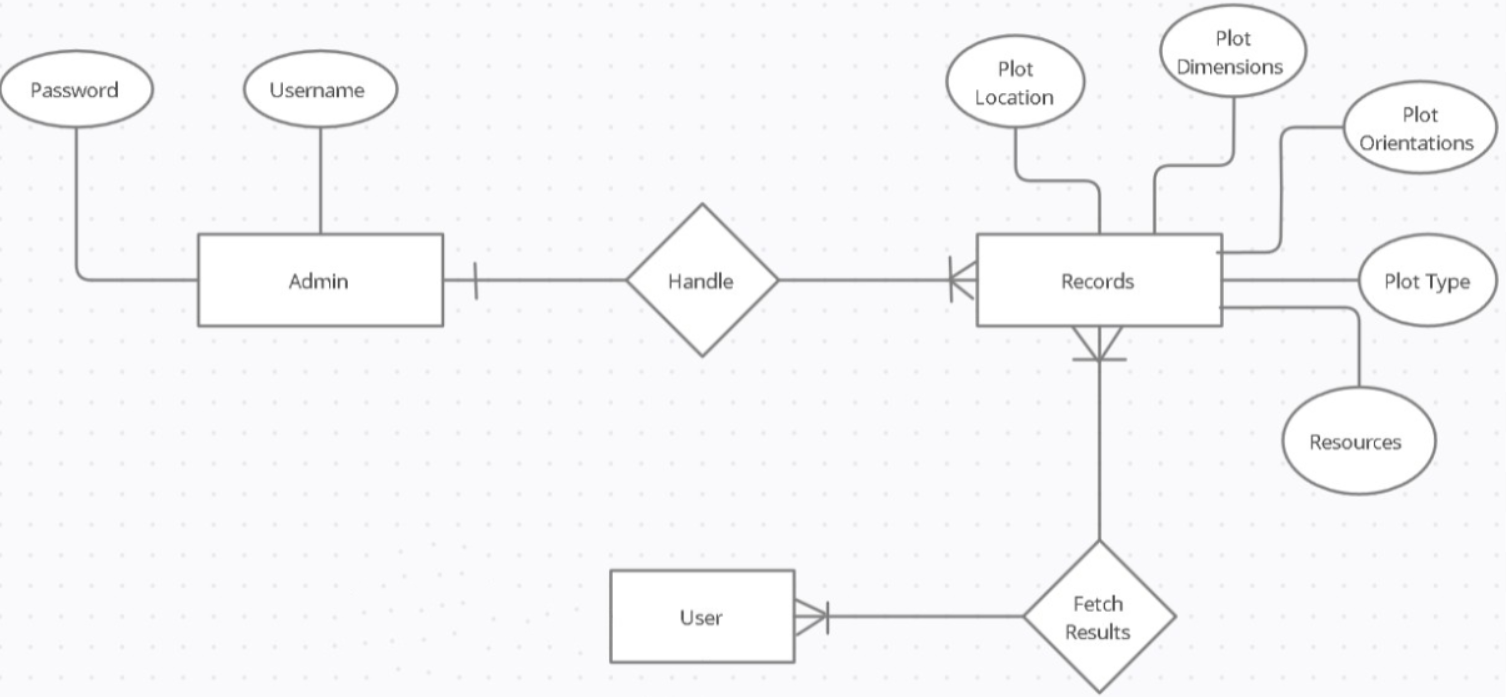 Plot
Dimensions
Plot
Location
Password
Username
Plot
Orientations
Admin
Handle
Records
Plot Type
Resources
User
Fetch
Results